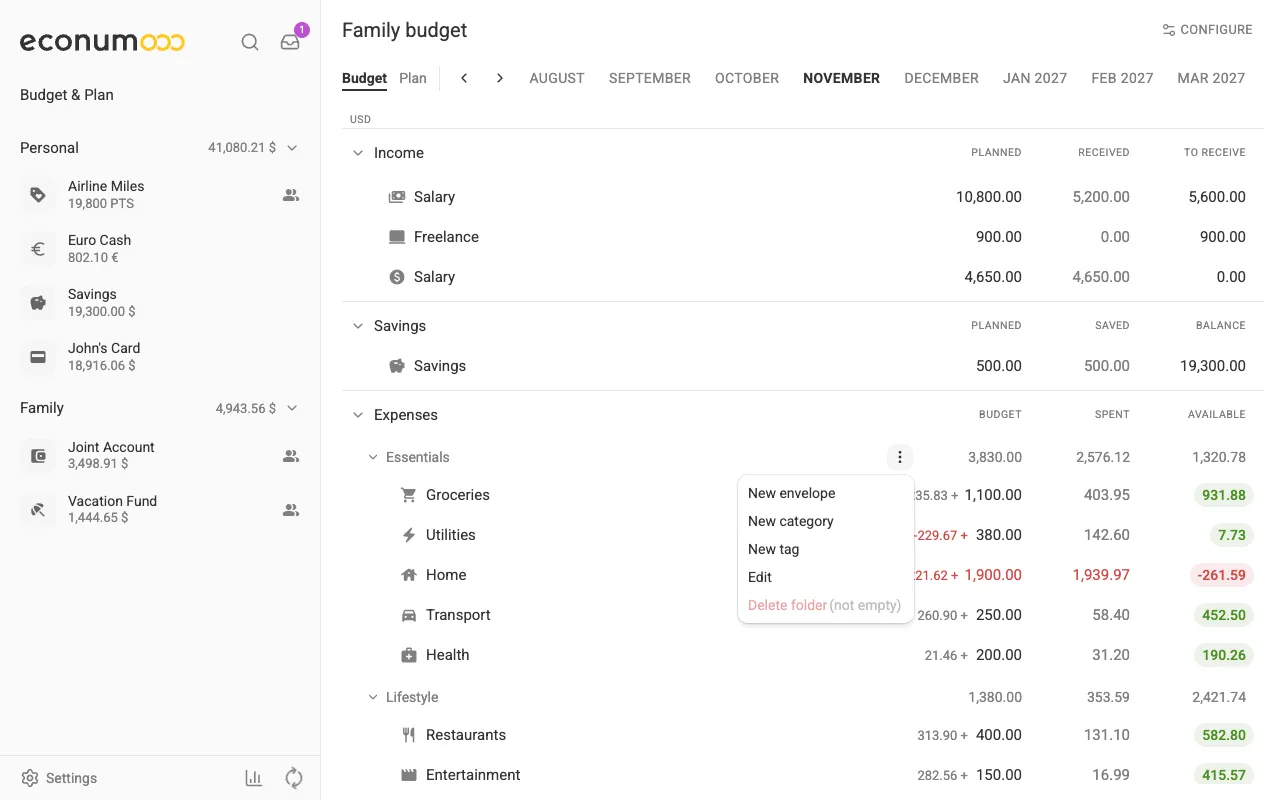 econumo
1
Budget & Plan
Personal 41,080.21 $
Airline Miles
19,800 PTS
€
Euro Cash
802.10 €
Savings
19,300.00 $
John's Card
18,916.06 $
Family 4,943.56 $
Joint Account
3,498.91 $
Vacation Fund
1,444.65 $
Settings
Family budget
CONFIGURE
Budget Plan AUGUST SEPTEMBER OCTOBER NOVEMBER DECEMBER JAN 2027 FEB 2027 MAR 2027
USD
Income PLANNED RECEIVED TO RECEIVE
Salary 10,800.00 5,200.00 5,600.00
Freelance 900.00 0.00 900.00
Salary 4,650.00 4,650.00 0.00
Savings PLANNED SAVED BALANCE
Savings 500.00 500.00 19,300.00
Expenses BUDGET SPENT AVAILABLE
Essentials 3,830.00 2,576.12 1,320.78
Groceries 35.83 + 1,100.00 403.95 931.88
Utilities -229.67 + 380.00 142.60 7.73
Home 21.62 + 1,900.00 1,939.97 -261.59
Transport 260.90 + 250.00 58.40 452.50
Health 21.46 + 200.00 31.20 190.26
New envelope
New category
New tag
Edit
Delete folder (not empty)
Lifestyle 1,380.00 353.59 2,421.74
Restaurants 313.90 + 400.00 131.10 582.80
Entertainment 282.56 + 150.00 16.99 415.57